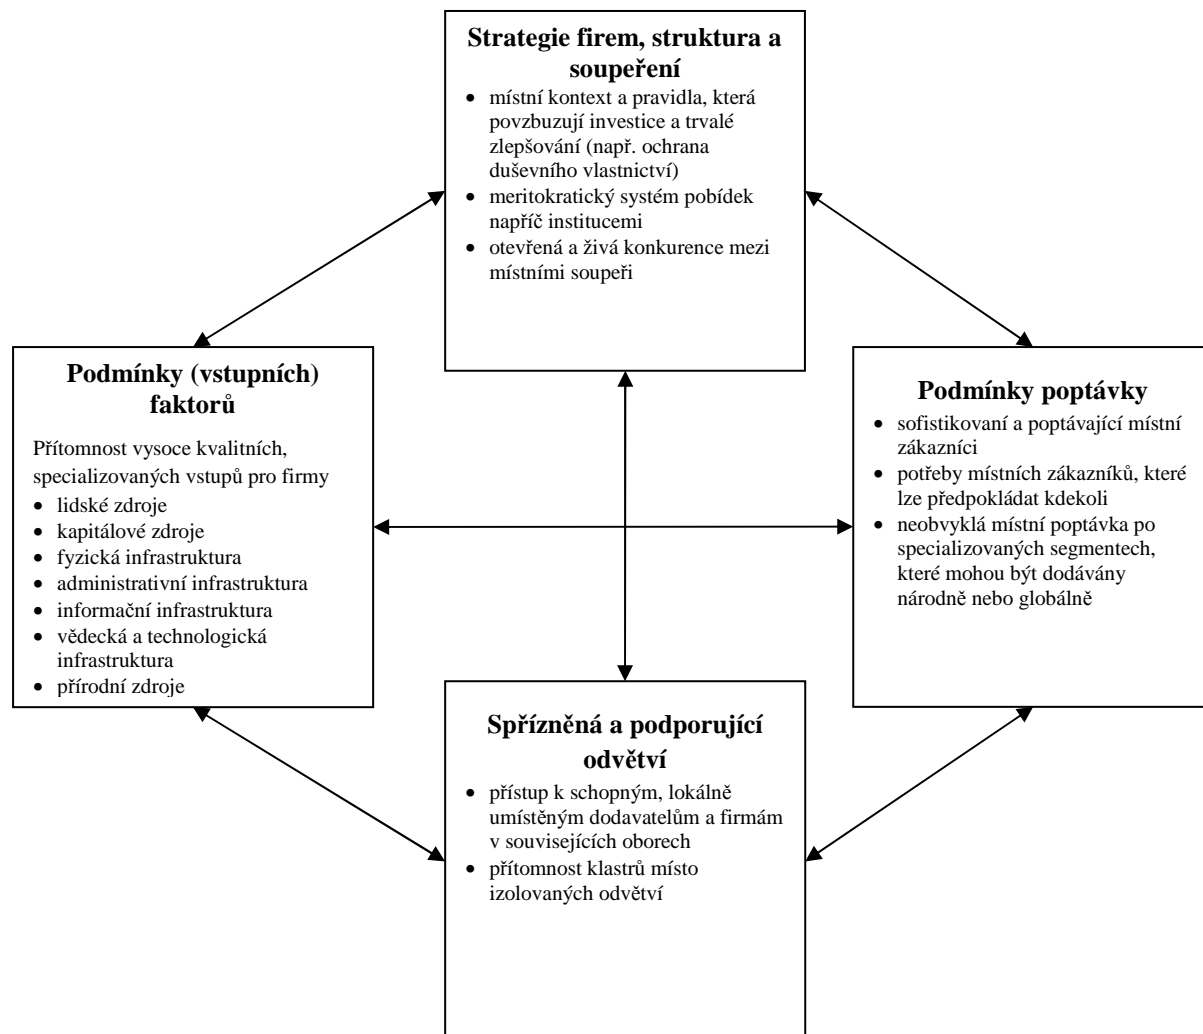 Strategie firem, struktura a
soupeření
• místní kontext a pravidla, která
povzbuzují investice a trvalé
zlepšování (např. ochrana
duševního vlastnictví)
• meritokratický systém pobídek
napříč institucemi
• otevřená a živá konkurence mezi
místními soupeři
Podmínky (vstupních)
faktorů
Přítomnost vysoce kvalitních,
specializovaných vstupů pro firmy
• lidské zdroje
• kapitálové zdroje
• fyzická infrastruktura
• administrativní infrastruktura
• informační infrastruktura
• vědecká a technologická
infrastruktura
• přírodní zdroje
Podmínky poptávky
• sofistikovaní a poptávající místní
zákazníci
• potřeby místních zákazníků, které
lze předpokládat kdekoli
• neobvyklá místní poptávka po
specializovaných segmentech,
které mohou být dodávány
národně nebo globálně
Spřízněná a podporující
odvětví
• přístup k schopným, lokálně
umístěným dodavatelům a firmám
v souvisejících oborech
• přítomnost klastrů místo
izolovaných odvětví